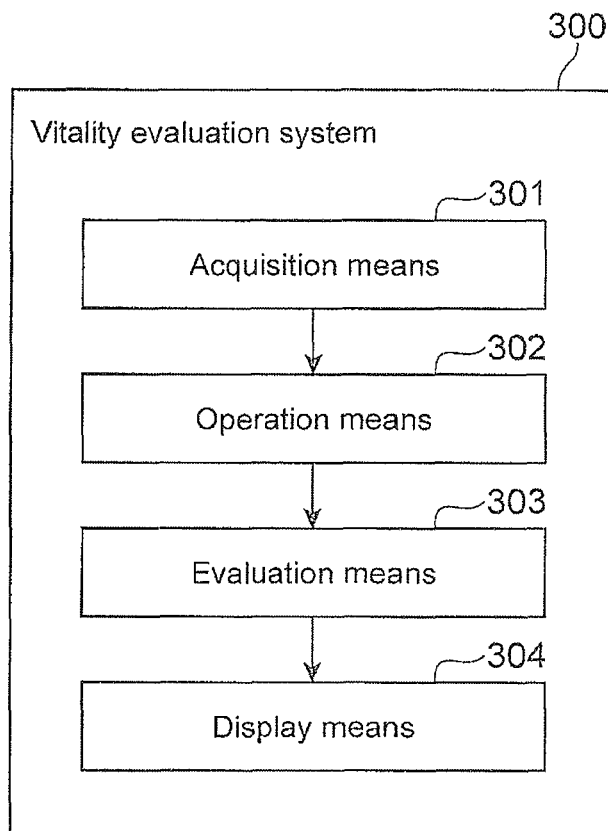 300
Vitality evaluation system
301
Acquisition means
302
Operation means
303
Evaluation means
304
Display means